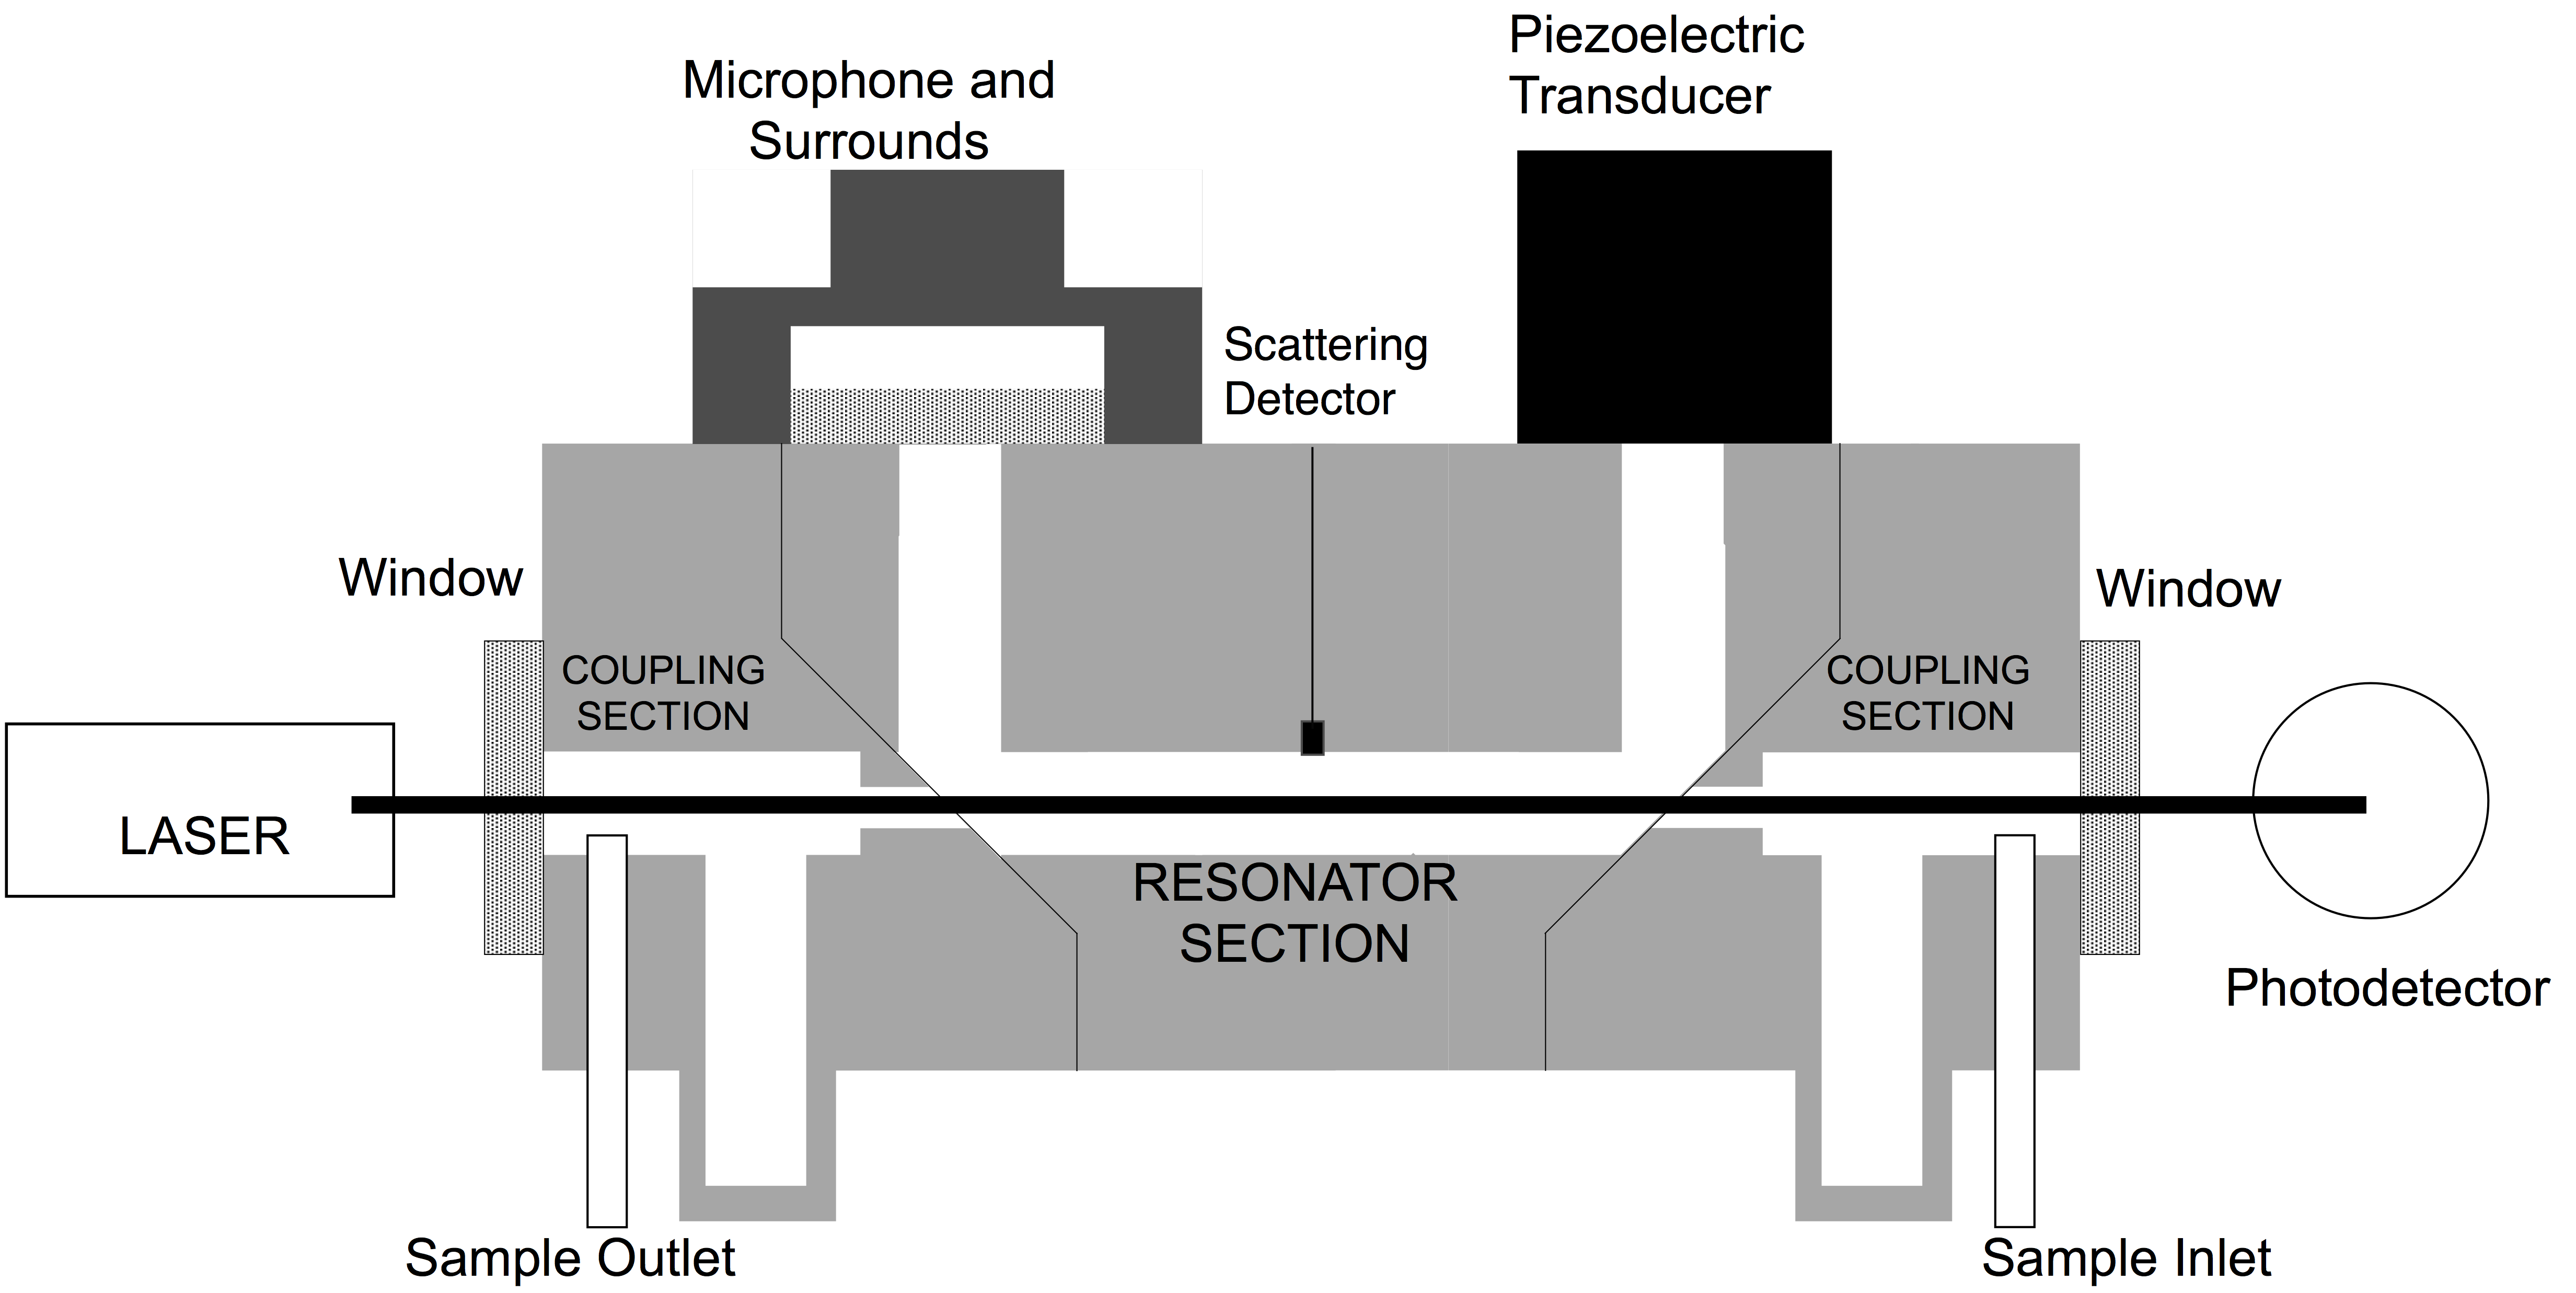 Piezoelectric
Transducer
Microphone and
Surrounds
Scattering
Detector
Window
Window
COUPLING
SECTION
COUPLING
SECTION
LASER
RESONATOR
SECTION
Photodetector
Sample Outlet
Sample Inlet